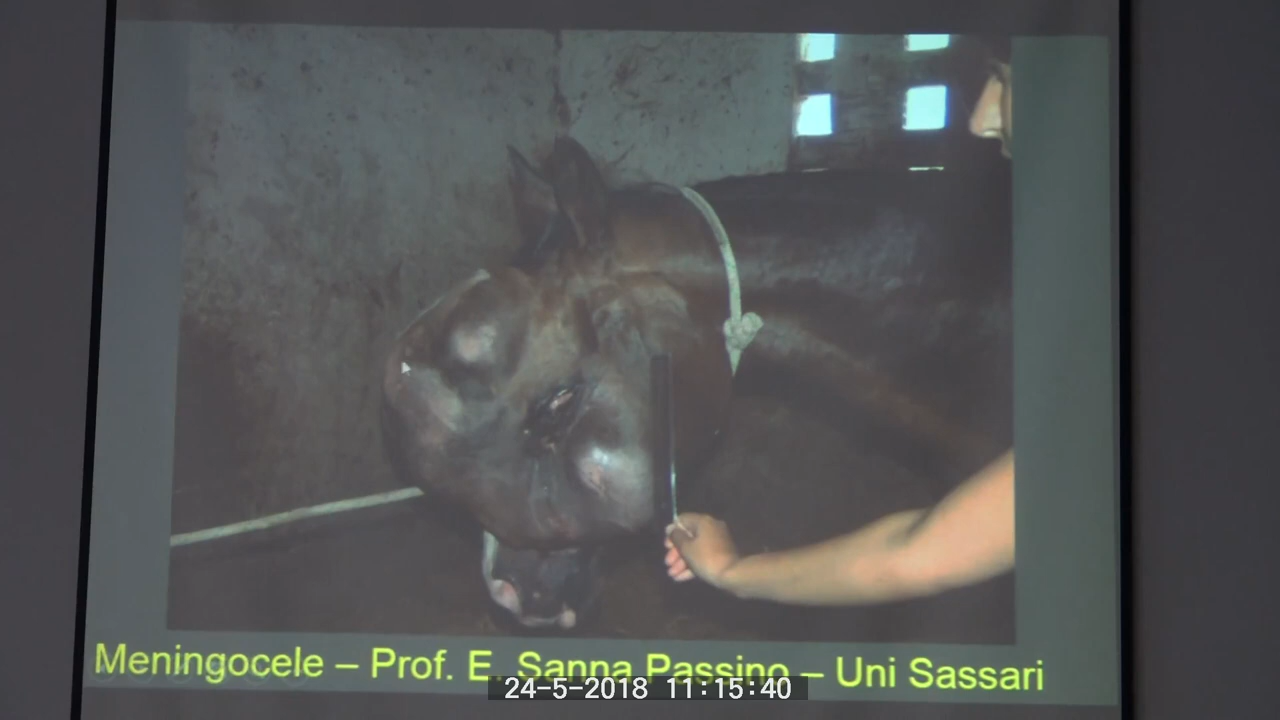 Meningocele – Prof. E. Sanna Passino – Uni Sassari
24-5-2018 11:15:40